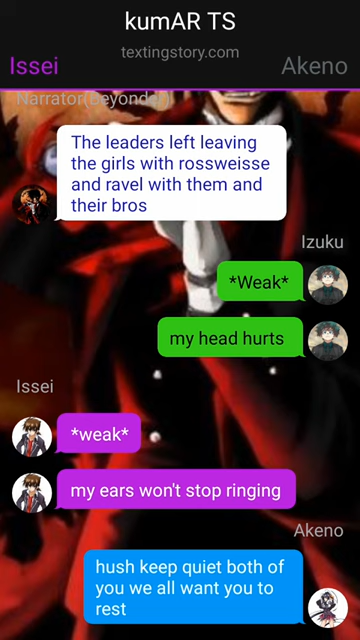 kumAR TS
textingstory.com
Issei
Akeno
Narrator(Beyonder)
The leaders left leaving
the girls with rossweisse
and ravel with them and
their bros
Izuku
*Weak*
my head hurts
Issei
*weak*
my ears won't stop ringing
Akeno
hush keep quiet both of
you we all want you to
rest